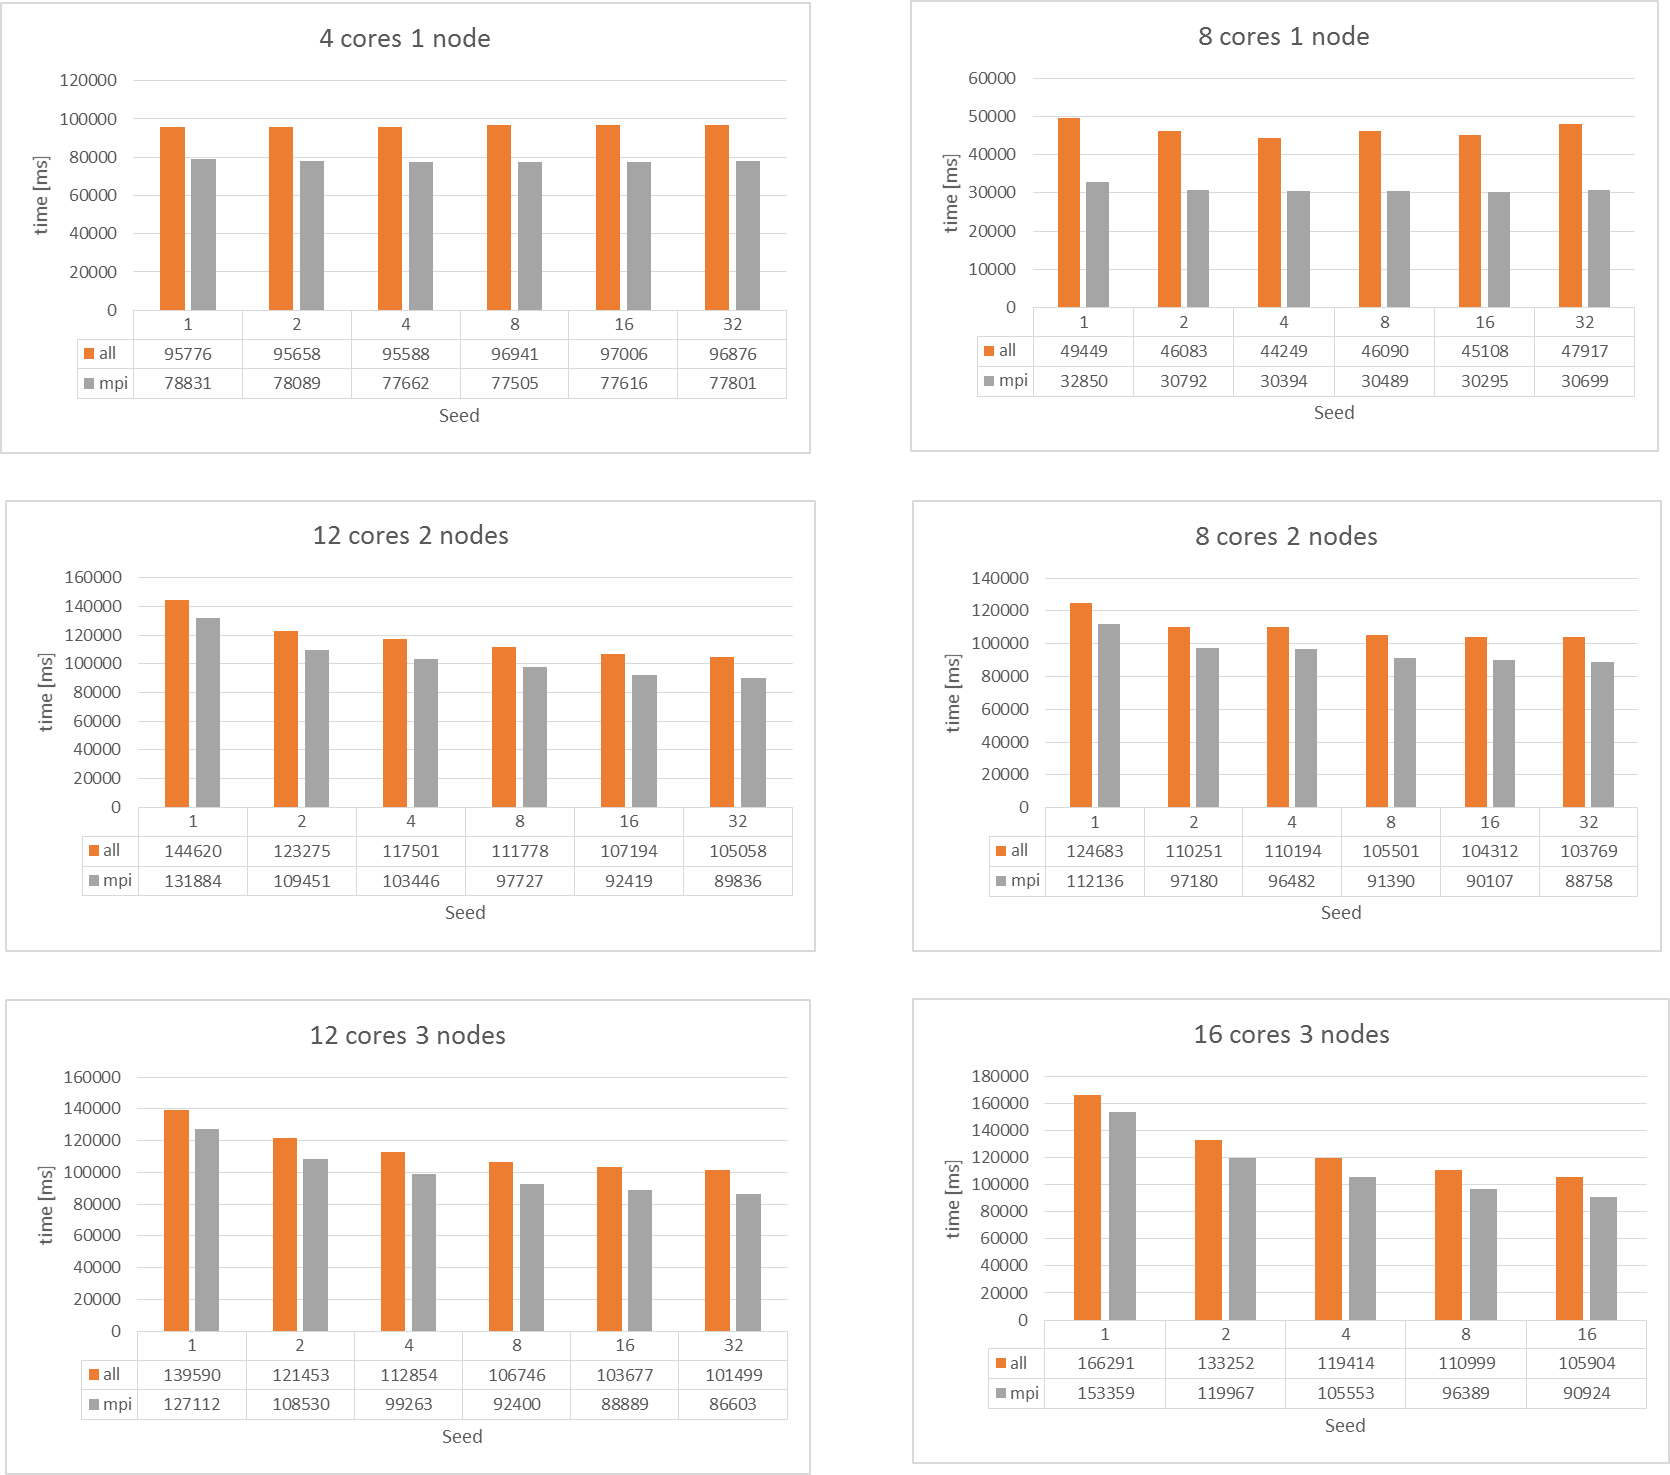 4 cores 1 node
120000
100000
80000
60000
40000
20000
0
time [ms]
1 2 4 8 16 32
all 95776 95658 95588 96941 97006 96876
mpi 78831 78089 77662 77505 77616 77801
Seed
8 cores 1 node
60000
50000
40000
30000
20000
10000
0
time [ms]
1 2 4 8 16 32
all 49449 46083 44249 46090 45108 47917
mpi 32850 30792 30394 30489 30295 30699
Seed
12 cores 2 nodes
160000
140000
120000
100000
80000
60000
40000
20000
0
time [ms]
1 2 4 8 16 32
all 144620 123275 117501 111778 107194 105058
mpi 131884 109451 103446 97727 92419 89836
Seed
8 cores 2 nodes
140000
120000
100000
80000
60000
40000
20000
0
time [ms]
1 2 4 8 16 32
all 124683 110251 110194 105501 104312 103769
mpi 112136 97180 96482 91390 90107 88758
Seed
12 cores 3 nodes
160000
140000
120000
100000
80000
60000
40000
20000
0
time [ms]
1 2 4 8 16 32
all 139590 121453 112854 106746 103677 101499
mpi 127112 108530 99263 92400 88889 86603
Seed
16 cores 3 nodes
180000
160000
140000
120000
100000
80000
60000
40000
20000
0
time [ms]
1 2 4 8 16
all 166291 133252 119414 110999 105904
mpi 153359 119967 105553 96389 90924
Seed